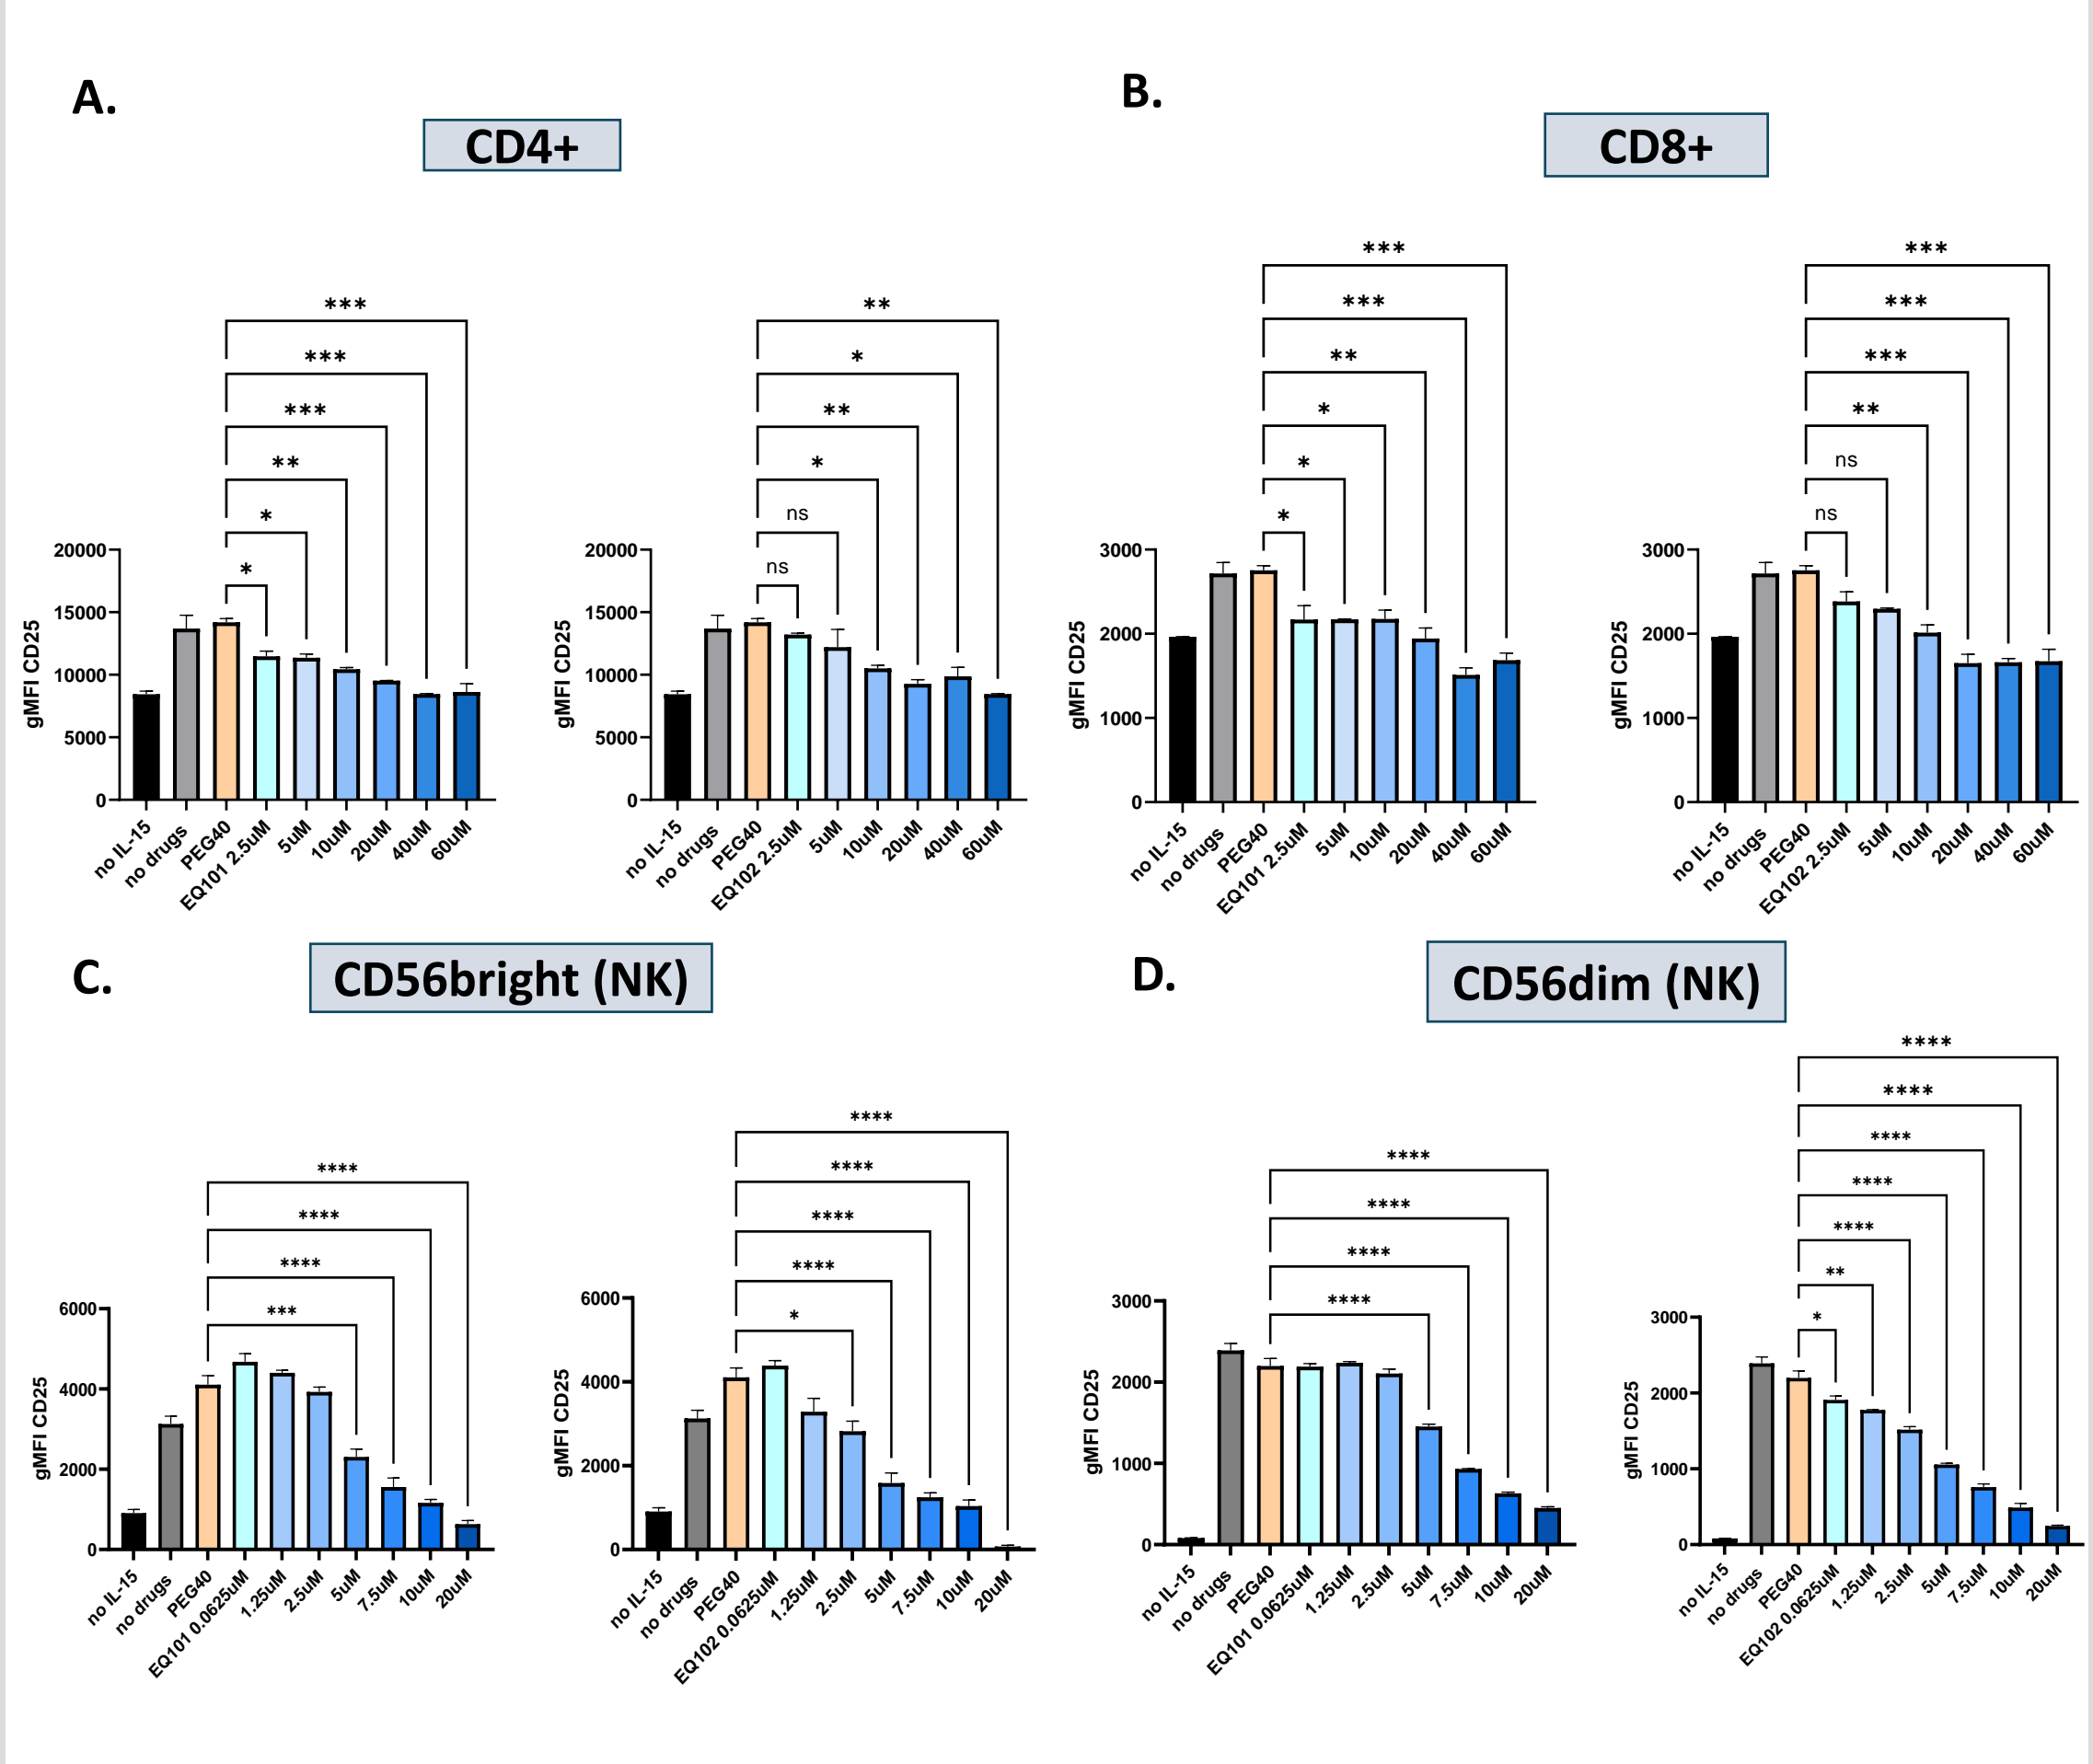 A.
CD4+
***
***
***
**
*
*
20000
15000
10000
5000
0
gMFI CD25
no IL-15
no drugs
PEG40
EQ101 2.5uM
5uM
10uM
20uM
40uM
60uM
**
*
**
*
ns
ns
20000
15000
10000
5000
0
gMFI CD25
no IL-15
no drugs
PEG40
EQ102 2.5uM
5uM
10uM
20uM
40uM
60uM
B.
CD8+
***
***
**
*
*
*
3000
2000
1000
0
gMFI CD25
no IL-15
no drugs
PEG40
EQ101 2.5uM
5uM
10uM
20uM
40uM
60uM
***
***
***
**
ns
ns
3000
2000
1000
0
gMFI CD25
no IL-15
no drugs
PEG40
EQ102 2.5uM
5uM
10uM
20uM
40uM
60uM
C.
CD56bright (NK)
****
****
****
***
6000
4000
2000
0
gMFI CD25
no IL-15
no drugs
PEG40
EQ101 0.0625uM
1.25uM
2.5uM
5uM
7.5uM
10uM
20uM
****
****
****
****
*
6000
4000
2000
0
gMFI CD25
no IL-15
no drugs
PEG40
EQ102 0.0625uM
1.25uM
2.5uM
5uM
7.5uM
10uM
20uM
D.
CD56dim (NK)
****
****
****
****
3000
2000
1000
0
gMFI CD25
no IL-15
no drugs
PEG40
EQ101 0.0625uM
1.25uM
2.5uM
5uM
7.5uM
10uM
20uM
****
****
****
****
****
**
*
3000
2000
1000
0
gMFI CD25
no IL-15
no drugs
PEG40
EQ102 0.0625uM
1.25uM
2.5uM
5uM
7.5uM
10uM
20uM